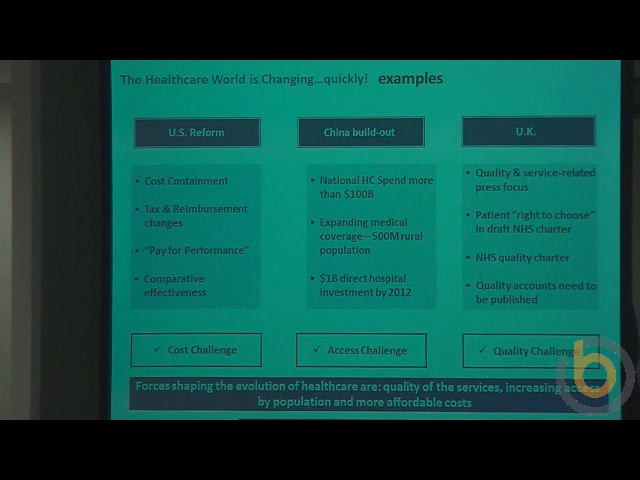 The Healthcare World is Changing...quickly! examples
U.S. Reform
• Cost Containment
• Tax & Reimbursement
changes
• "Pay for Performance"
• Comparative
effectiveness
✓ Cost Challenge
China build-out
• National HC Spend more
than $100B
• Expanding medical
coverage – 500M rural
population
• $1B direct hospital
investment by 2012
✓ Access Challenge
U.K.
• Quality & service-related
press focus
• Patient "right to choose"
in draft NHS charter
• NHS quality charter
• Quality accounts need to
be published
✓ Quality Challenge
Forces shaping the evolution of healthcare are: quality of the services, increasing access
by population and more affordable costs
b